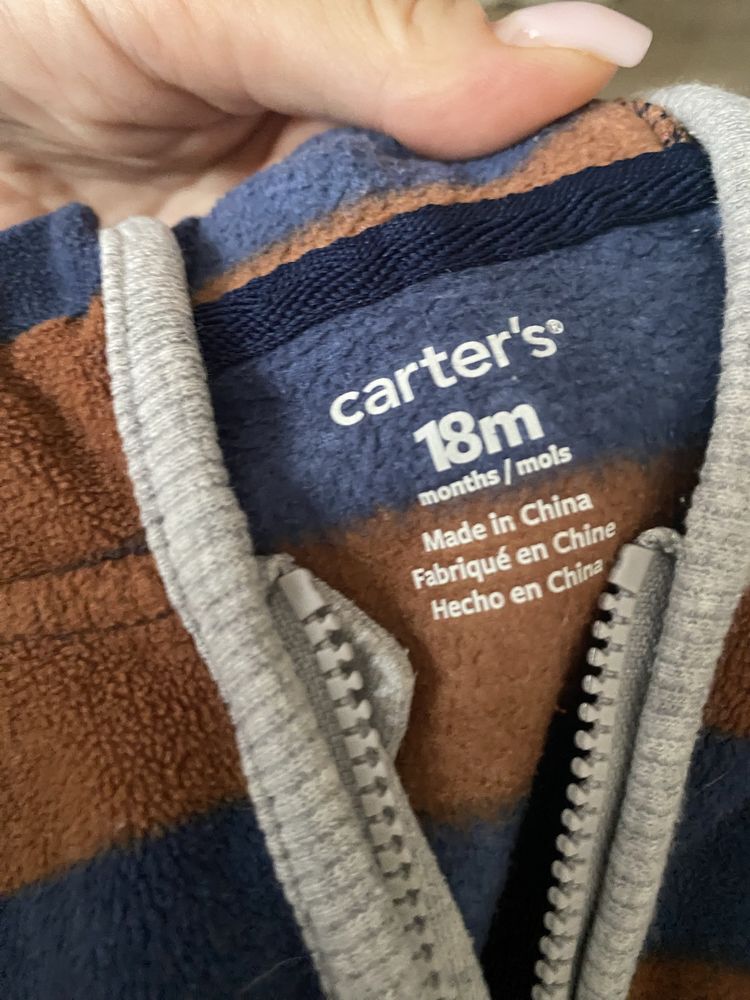 carter's®
18m
months / mois
Made in China
Fabriqué en Chine
Hecho en China